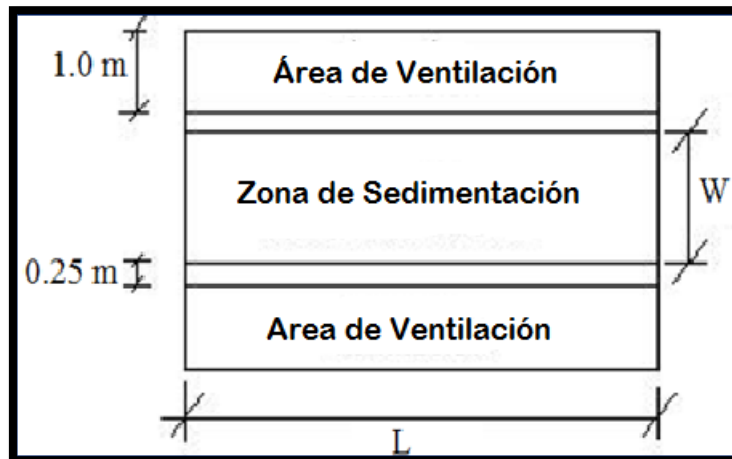 Área de Ventilación
1.0 m
Zona de Sedimentación
W
0.25 m
Area de Ventilación
L